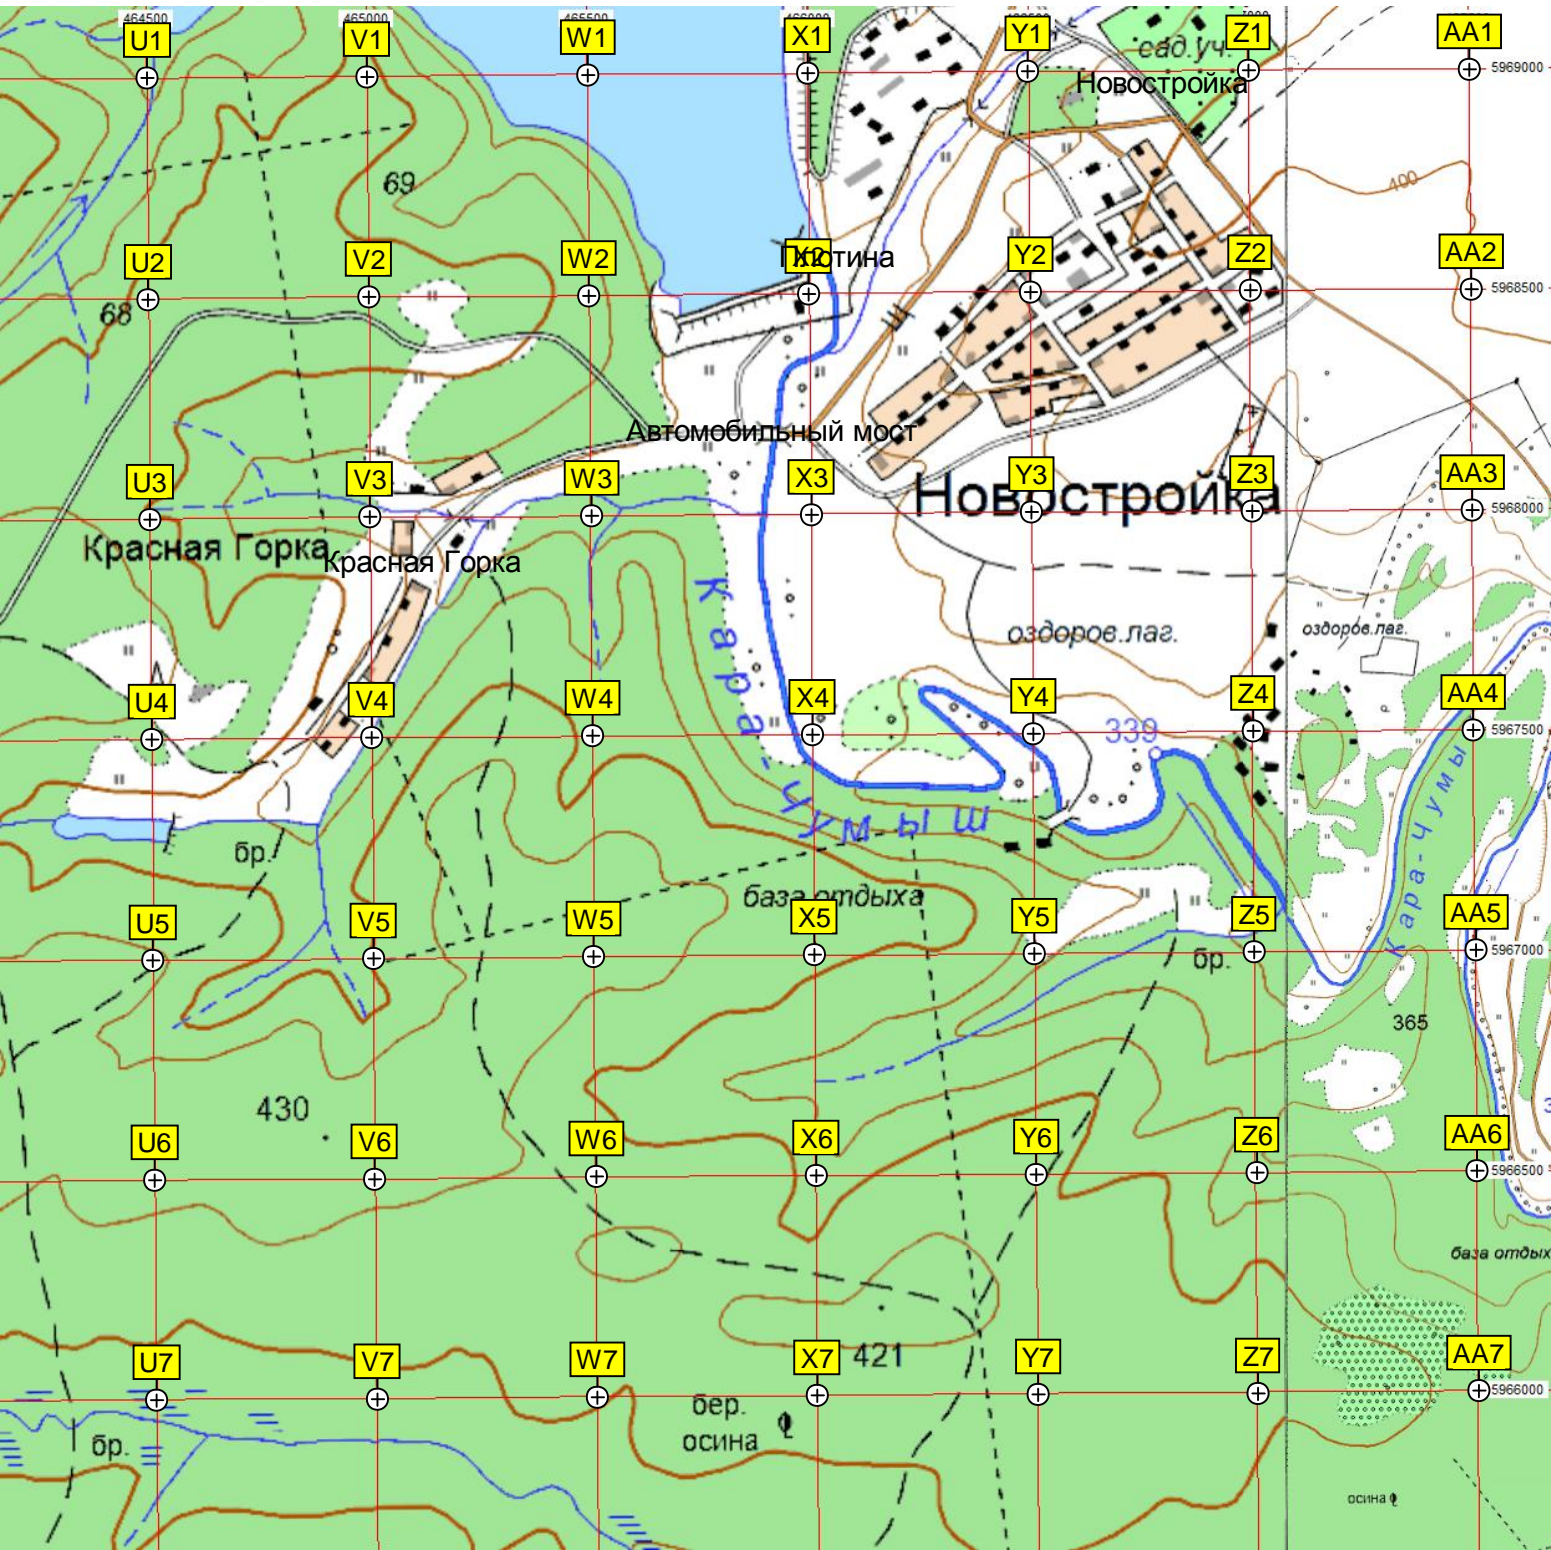 464500 465000 465500
U1 V1 W1 X1 Y1 Z1 AA1
сад.уч.
5969000
Новостройка
69
400
U2 V2 W2 X2 Y2 Z2 AA2
Плотина
5968500
68
Автомобильный мост
U3 V3 W3 X3 Y3 Z3 AA3
Новостройка
5968000
Красная Горка
Красная Горка
оздоров.лаг.
оздоров.лаг.
Кара-Чумыш
U4 V4 W4 X4 Y4 Z4 AA4
339
5967500
Кара-Чумы
бр.
база отдыха
U5 V5 W5 X5 Y5 Z5 AA5
бр.
5967000
365
430
U6 V6 W6 X6 Y6 Z6 AA6
5966500
база отдых
421
U7 V7 W7 X7 Y7 Z7 AA7
5966000
бер.
осина
бр.
осина